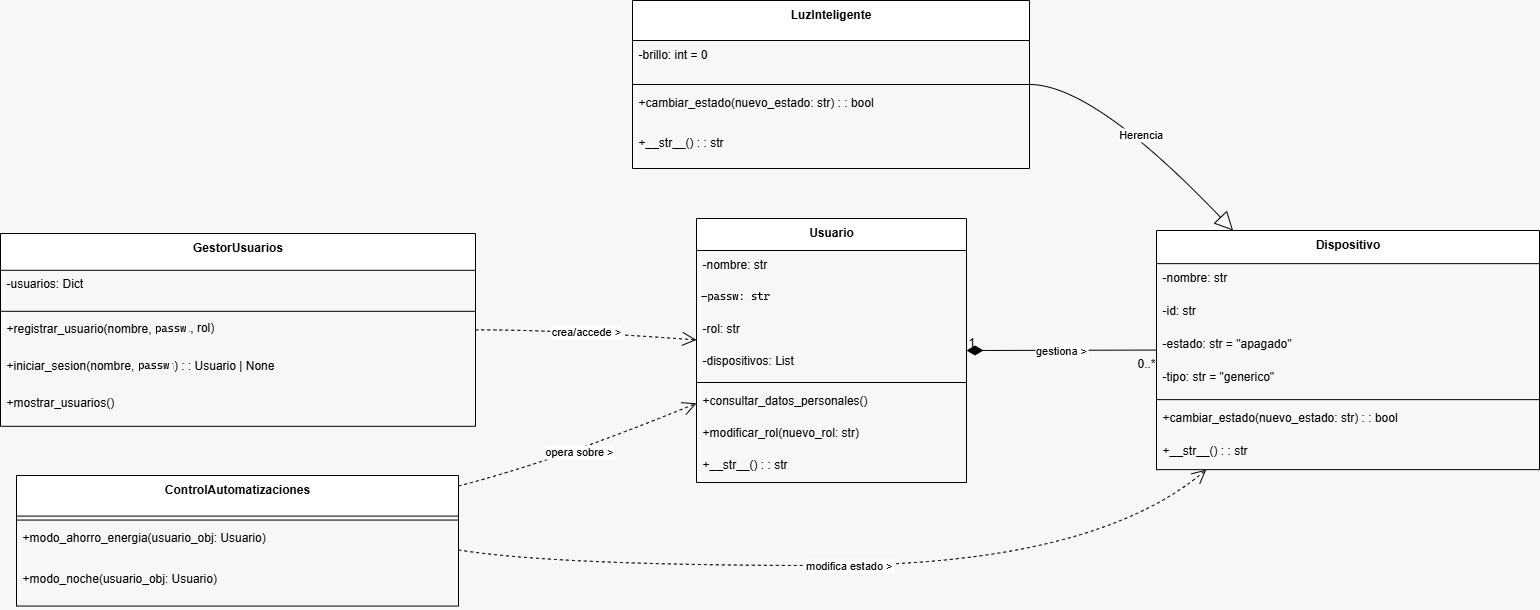 LuzInteligente
-brillo: int = 0
+cambiar_estado(nuevo_estado: str) : : bool
+__str__() : : str
Herencia
GestorUsuarios
-usuarios: Dict
+registrar_usuario(nombre, passw , rol)
+iniciar_sesion(nombre, passw ) : : Usuario | None
+mostrar_usuarios()
crea/accede >
Usuario
-nombre: str
-passw: str
-rol: str
-dispositivos: List
+consultar_datos_personales()
+modificar_rol(nuevo_rol: str)
+__str__() : : str
1
gestiona >
0..*
Dispositivo
-nombre: str
-id: str
-estado: str = "apagado"
-tipo: str = "generico"
+cambiar_estado(nuevo_estado: str) : : bool
+__str__() : : str
opera sobre >
ControlAutomatizaciones
+modo_ahorro_energia(usuario_obj: Usuario)
+modo_noche(usuario_obj: Usuario)
modifica estado >